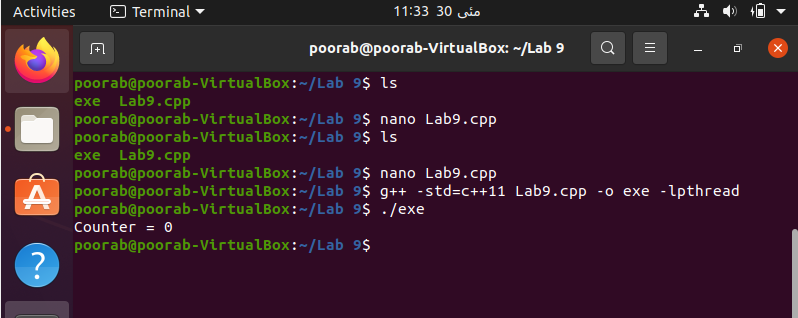 Activities Terminal 11:33 30 مئی
poorab@poorab-VirtualBox: ~/Lab 9
poorab@poorab-VirtualBox:~/Lab 9$ ls
exe  Lab9.cpp
poorab@poorab-VirtualBox:~/Lab 9$ nano Lab9.cpp
poorab@poorab-VirtualBox:~/Lab 9$ ls
exe  Lab9.cpp
poorab@poorab-VirtualBox:~/Lab 9$ nano Lab9.cpp
poorab@poorab-VirtualBox:~/Lab 9$ g++ -std=c++11 Lab9.cpp -o exe -lpthread
poorab@poorab-VirtualBox:~/Lab 9$ ./exe
Counter = 0
poorab@poorab-VirtualBox:~/Lab 9$